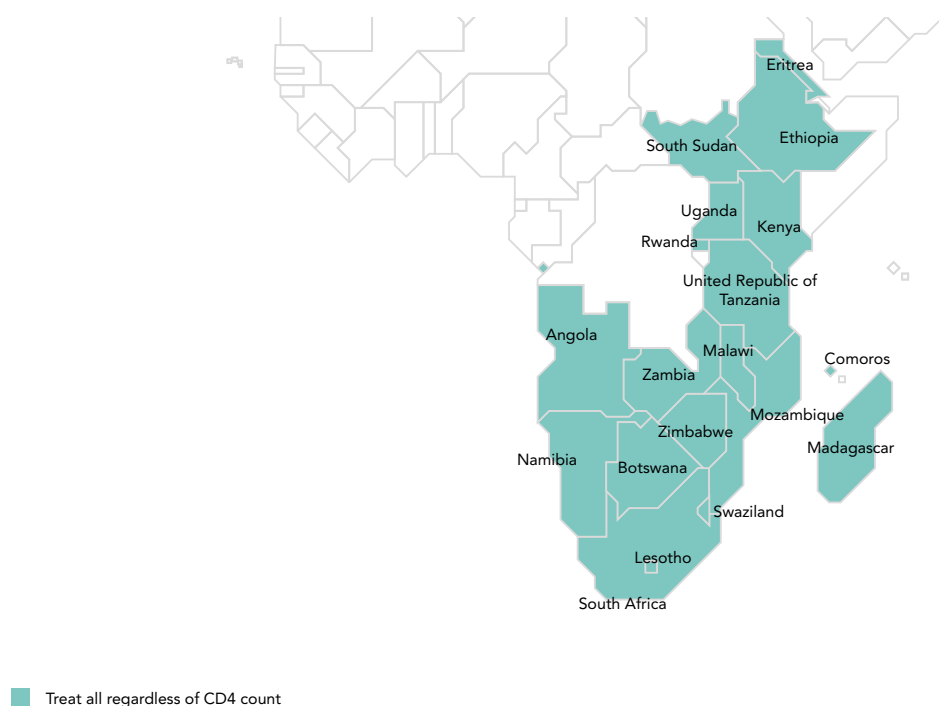 Eritrea
Ethiopia
South Sudan
Uganda
Kenya
Rwanda
United Republic of
Tanzania
Angola
Malawi
Comoros
Zambia
Mozambique
Zimbabwe
Madagascar
Namibia
Botswana
Swaziland
Lesotho
South Africa
Treat all regardless of CD4 count